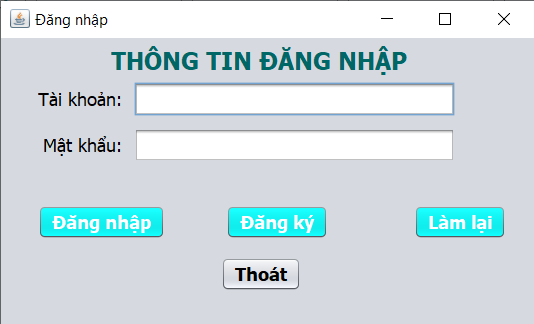 Đăng nhập
THÔNG TIN ĐĂNG NHẬP
Tài khoản:
Mật khẩu:
Đăng nhập Đăng ký Làm lại
Thoát